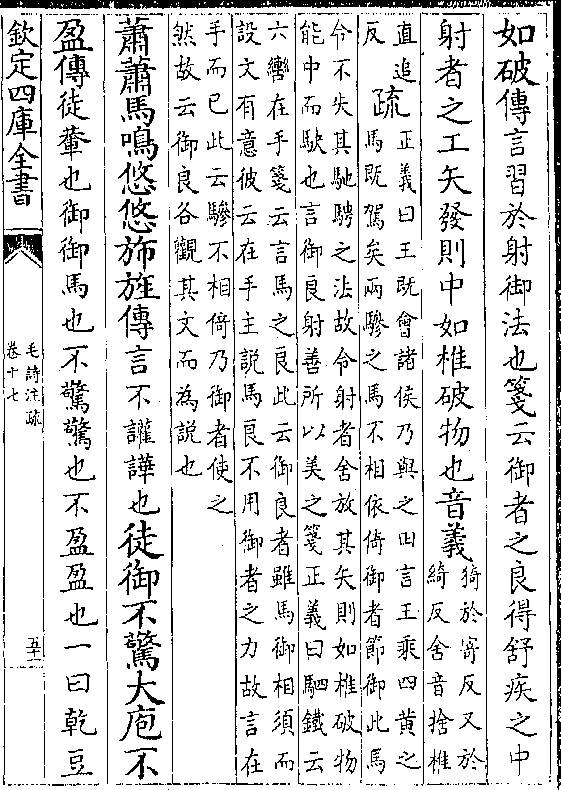 如破傳言習於射御法也箋云御者之良得舒疾之中
射者之工矢發則中如椎破物也音義
猗於寄反又於
綺反舍音捨椎
直追
反
疏
正義曰王既會諸侯乃與之田言王乘四黄之
馬既駕矣兩驂之馬不相依倚御者節御此馬
令不失其馳騁之法故令射者舍放其矢則如椎破物
能中而駃也言御良射善所以美之箋正義曰駟鐵云
六轡在手箋云言馬之良此云御良者雖馬御相須而
設文有意彼云在手主説馬良不用御者之力故言在
手而已此云驂不相倚乃御者使之
然故云御良各觀其文而為説也
蕭蕭馬鳴悠悠斾旌傳言不讙譁也徒御不驚大庖不
盈傳徒輦也御御馬也不驚驚也不盈盈也一曰乾豆
欽定四庫全書
毛詩注疏
卷十七
五十一